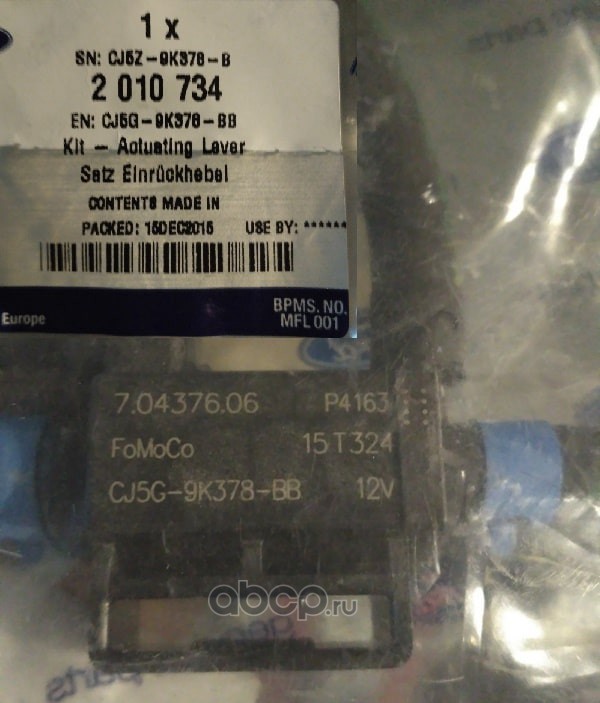 1 x
SN: CJ5Z-9K378-B
2 010 734
EN: CJ5G-9K378-BB
Kit - Actuating Lever
Satz Einrückhebel
CONTENTS MADE IN
PACKED: 15DEC2015 USE BY: ******
Europe
BPMS. NO.
MFL 001
7.04376.06 P4163
FoMoCo 15T324
CJ5G-9K378-BB 12V
abcp.ru
parts